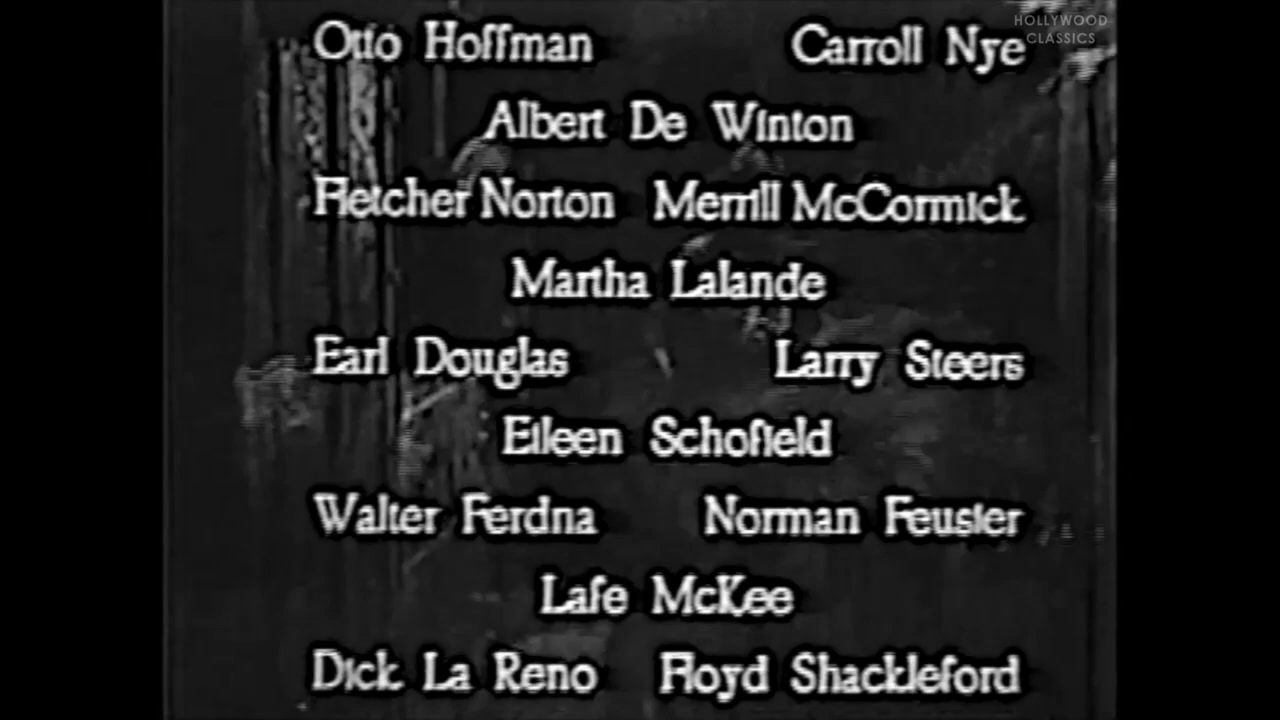 HOLLYWOOD
CLASSICS
Otto Hoffman Carroll Nye
Albert De Winton
Fletcher Norton Merrill McCormick
Martha Lalande
Earl Douglas Larry Steers
Eileen Schofield
Walter Ferdna Norman Feusier
Lafe McKee
Dick La Reno Floyd Shackleford